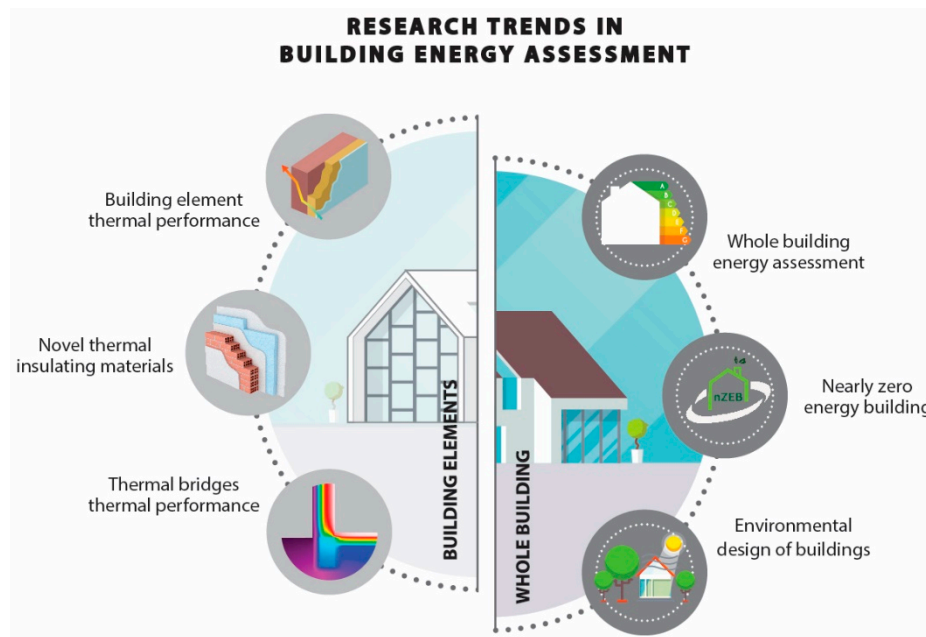 RESEARCH TRENDS IN
BUILDING ENERGY ASSESSMENT
Building element
thermal performance
Novel thermal
insulating materials
Thermal bridges
thermal performance
BUILDING ELEMENTS
WHOLE BUILDING
A
B
C
D
E
F
G
Whole building
energy assessment
nZEB
Nearly zero
energy building
Environmental
design of buildings